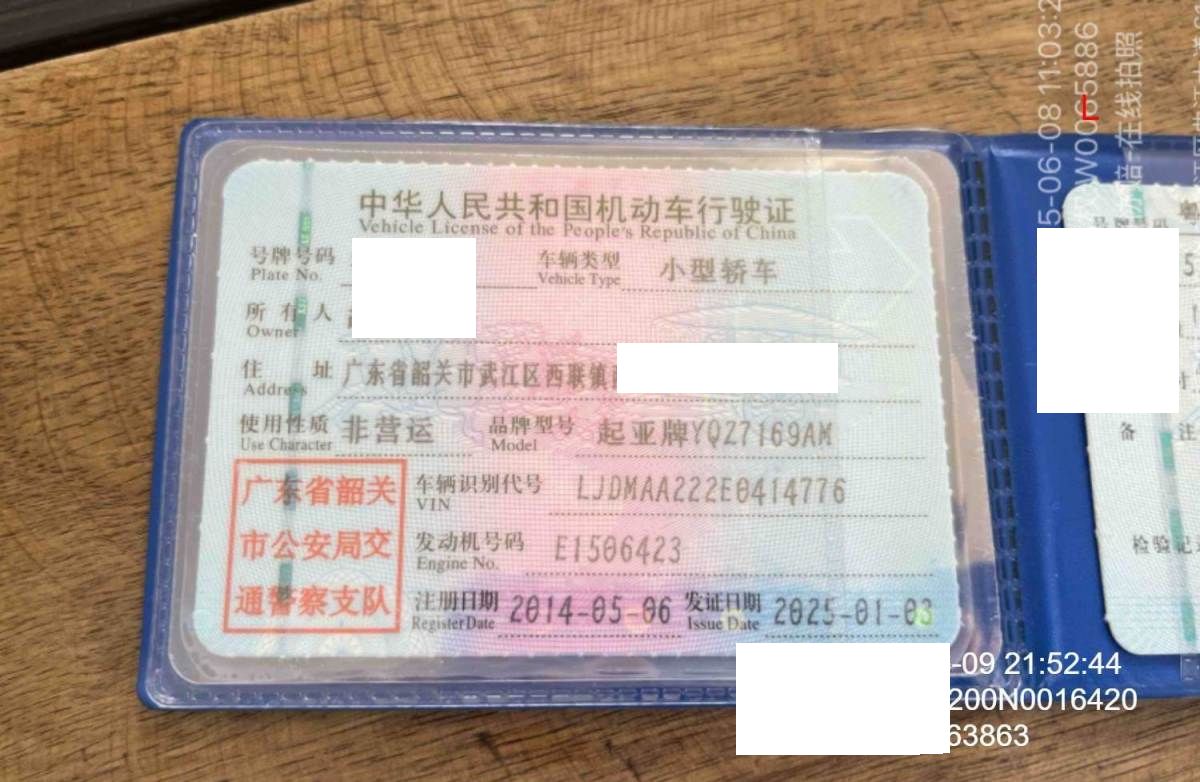 中华人民共和国机动车行驶证
Vehicle License of the People's Republic of China
号牌号码
Plate No.
车辆类型 小型轿车
Vehicle Type
所有人
Owner
住址 广东省韶关市武江区西联镇
Address
使用性质 非营运
Use Character
品牌型号 起亚牌YQZ7169AM
Model
广东省韶关
市公安局交
通警察支队
车辆识别代号 LJDMAA222E0414776
VIN
发动机号码 E1506423
Engine No.
注册日期 2014-05-06
Register Date
发证日期 2025-01-03
Issue Date
号牌号码
备注
检验记
5-06-08 11:03:2
W0065886
L
在线拍照
-09 21:52:44
200N0016420
63863